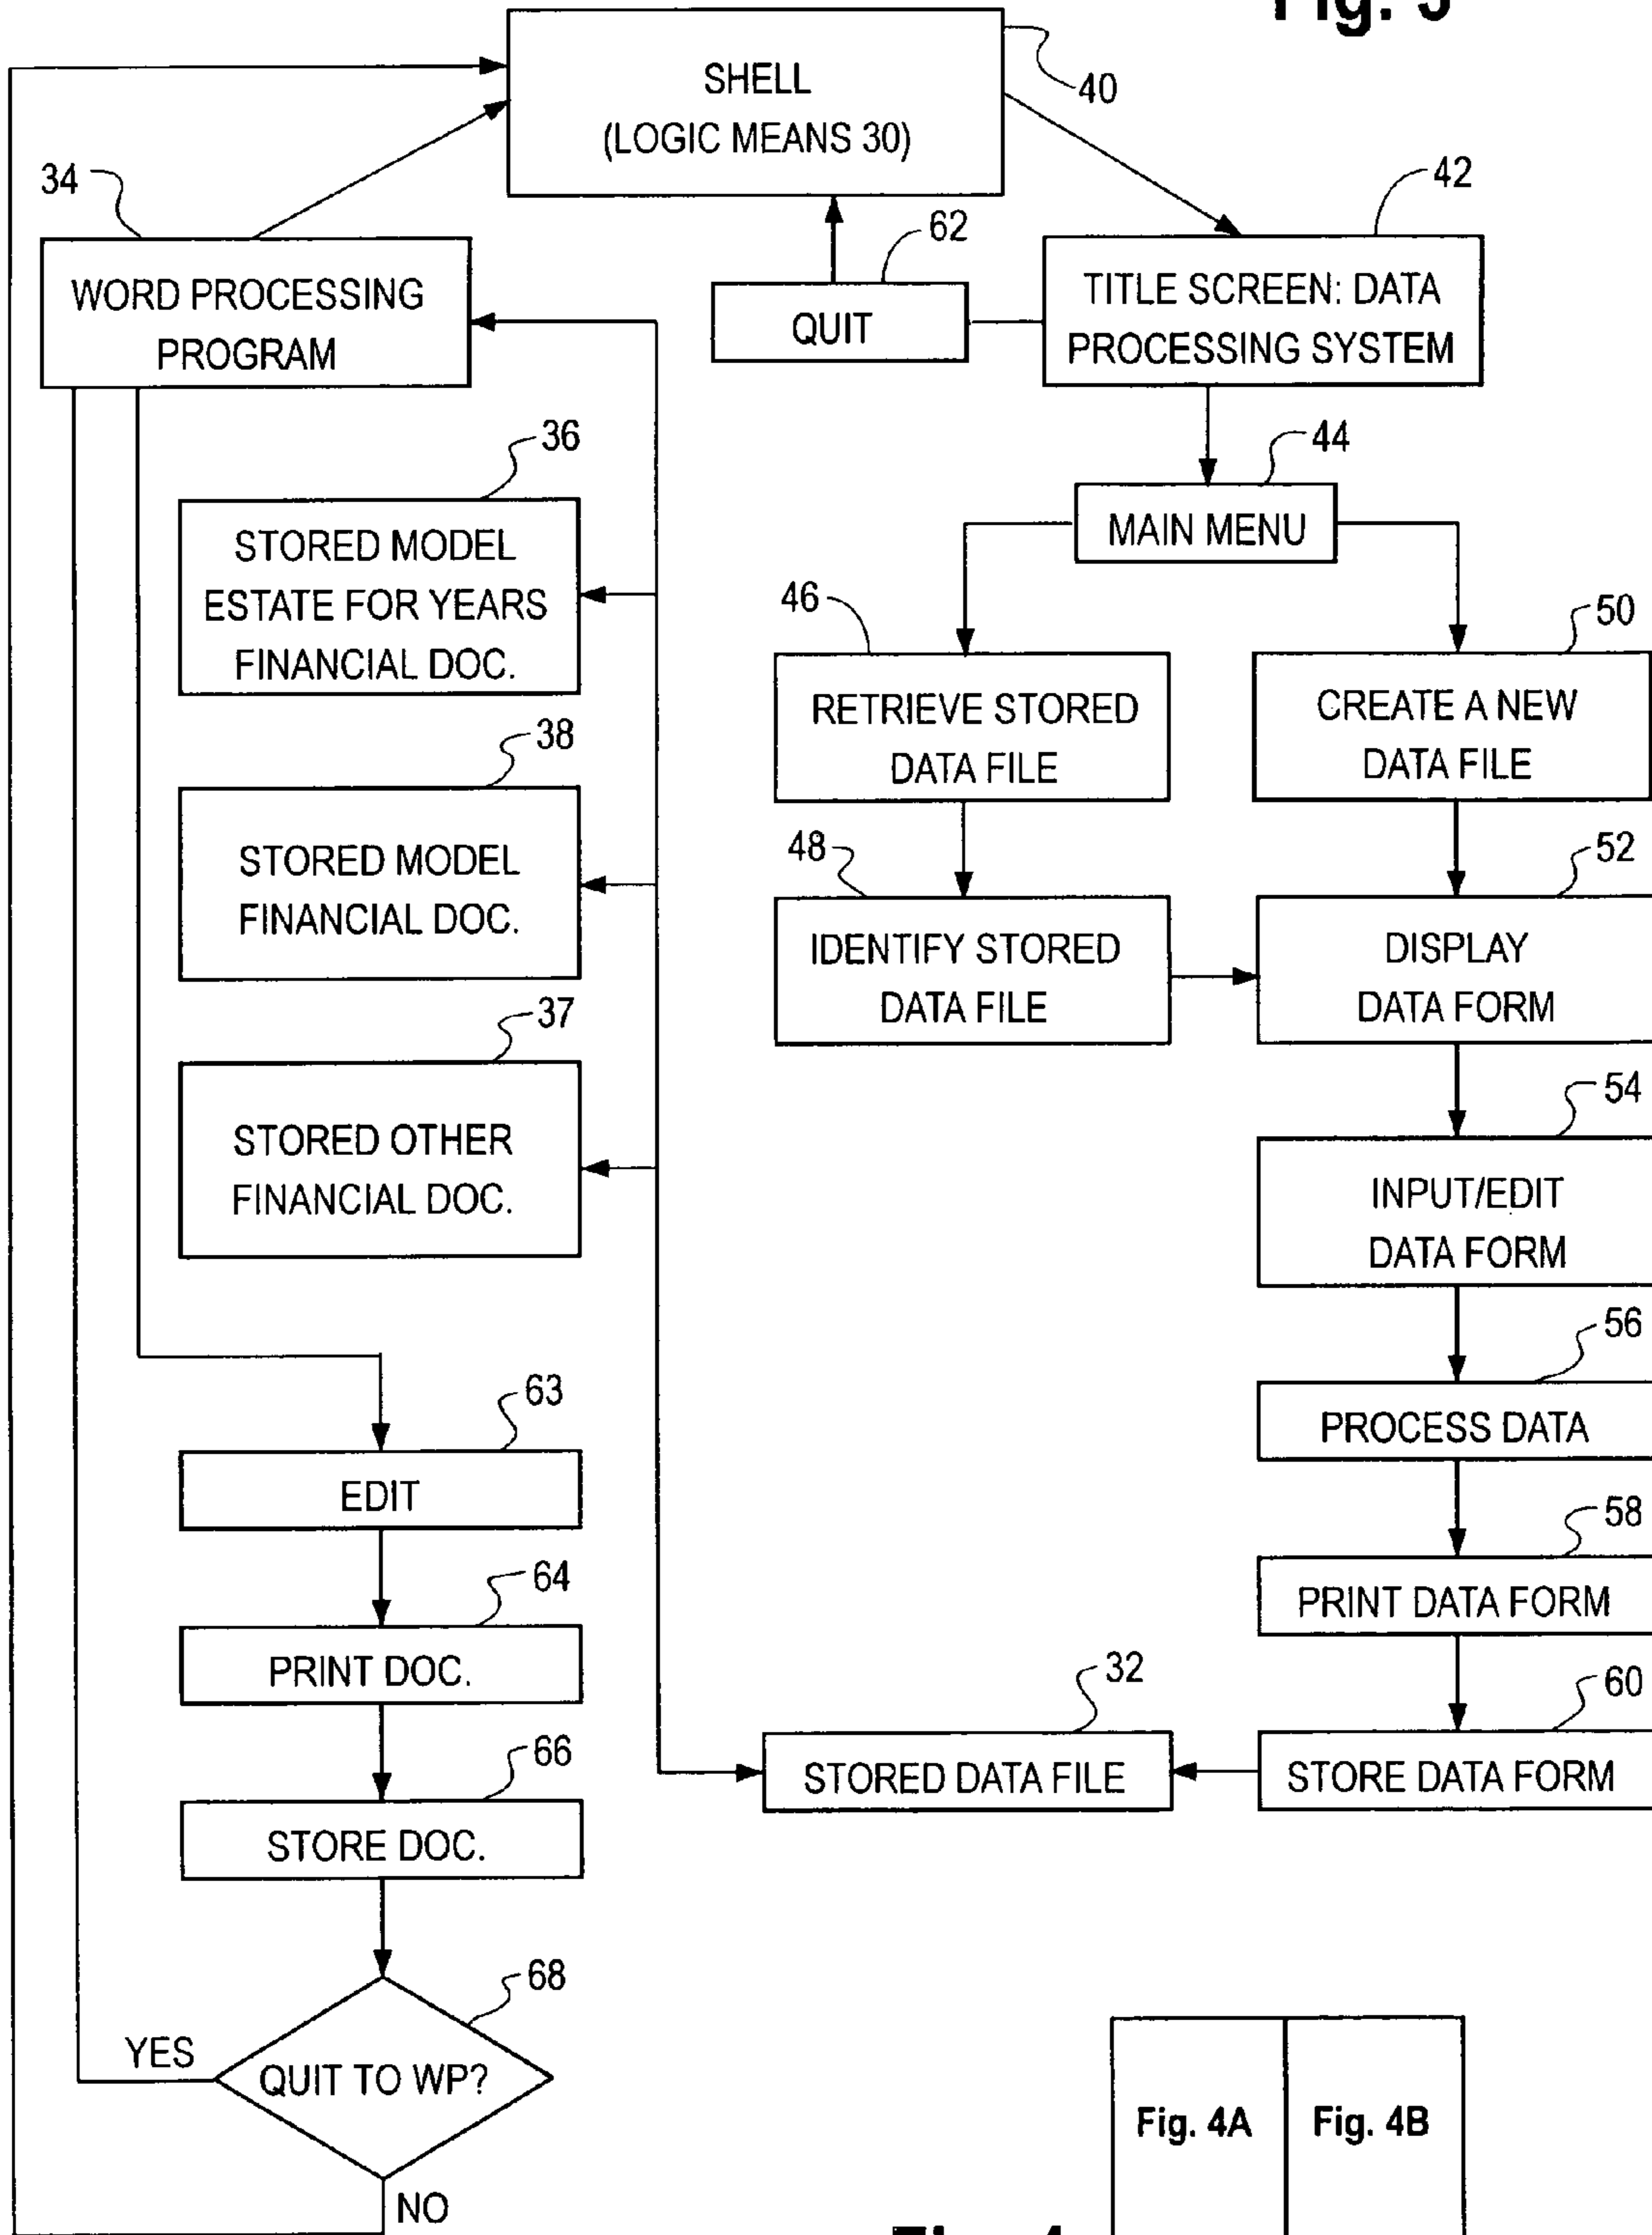 SHELL
(LOGIC MEANS 30)
40
34
WORD PROCESSING
PROGRAM
62
QUIT
42
TITLE SCREEN: DATA
PROCESSING SYSTEM
44
MAIN MENU
36
STORED MODEL
ESTATE FOR YEARS
FINANCIAL DOC.
46
RETRIEVE STORED
DATA FILE
50
CREATE A NEW
DATA FILE
38
STORED MODEL
FINANCIAL DOC.
48
IDENTIFY STORED
DATA FILE
52
DISPLAY
DATA FORM
37
STORED OTHER
FINANCIAL DOC.
54
INPUT/EDIT
DATA FORM
56
PROCESS DATA
63
EDIT
58
PRINT DATA FORM
64
PRINT DOC.
32
STORED DATA FILE
60
STORE DATA FORM
66
STORE DOC.
68
QUIT TO WP?
YES
NO
Fig. 4A
Fig. 4B